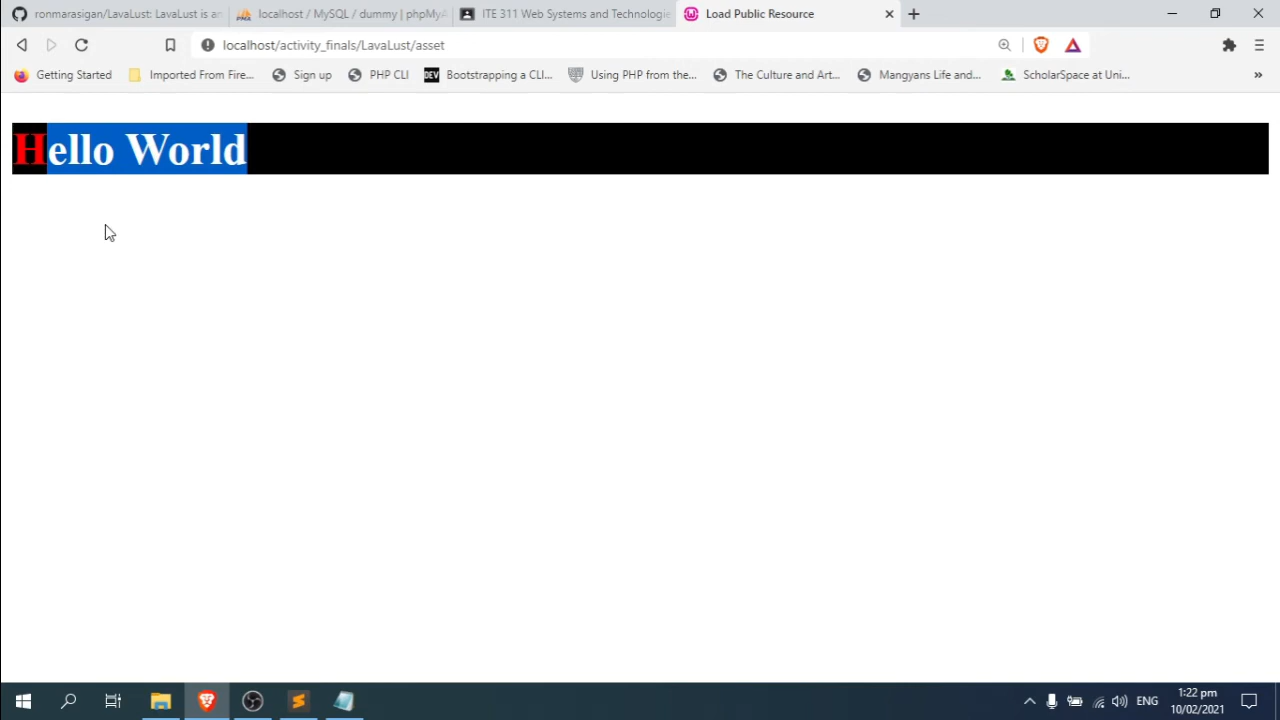 ronmarasigan/LavaLust: LavaLust is an
localhost / MySQL / dummy | phpMyA
ITE 311 Web Systems and Technologie
Load Public Resource
localhost/activity_finals/LavaLust/asset
Getting Started
Imported From Fire...
Sign up
PHP CLI
DEV
Bootstrapping a CLI...
Using PHP from the...
The Culture and Art...
Mangyans Life and...
ScholarSpace at Uni...
Hello World
ENG
1:22 pm
10/02/2021